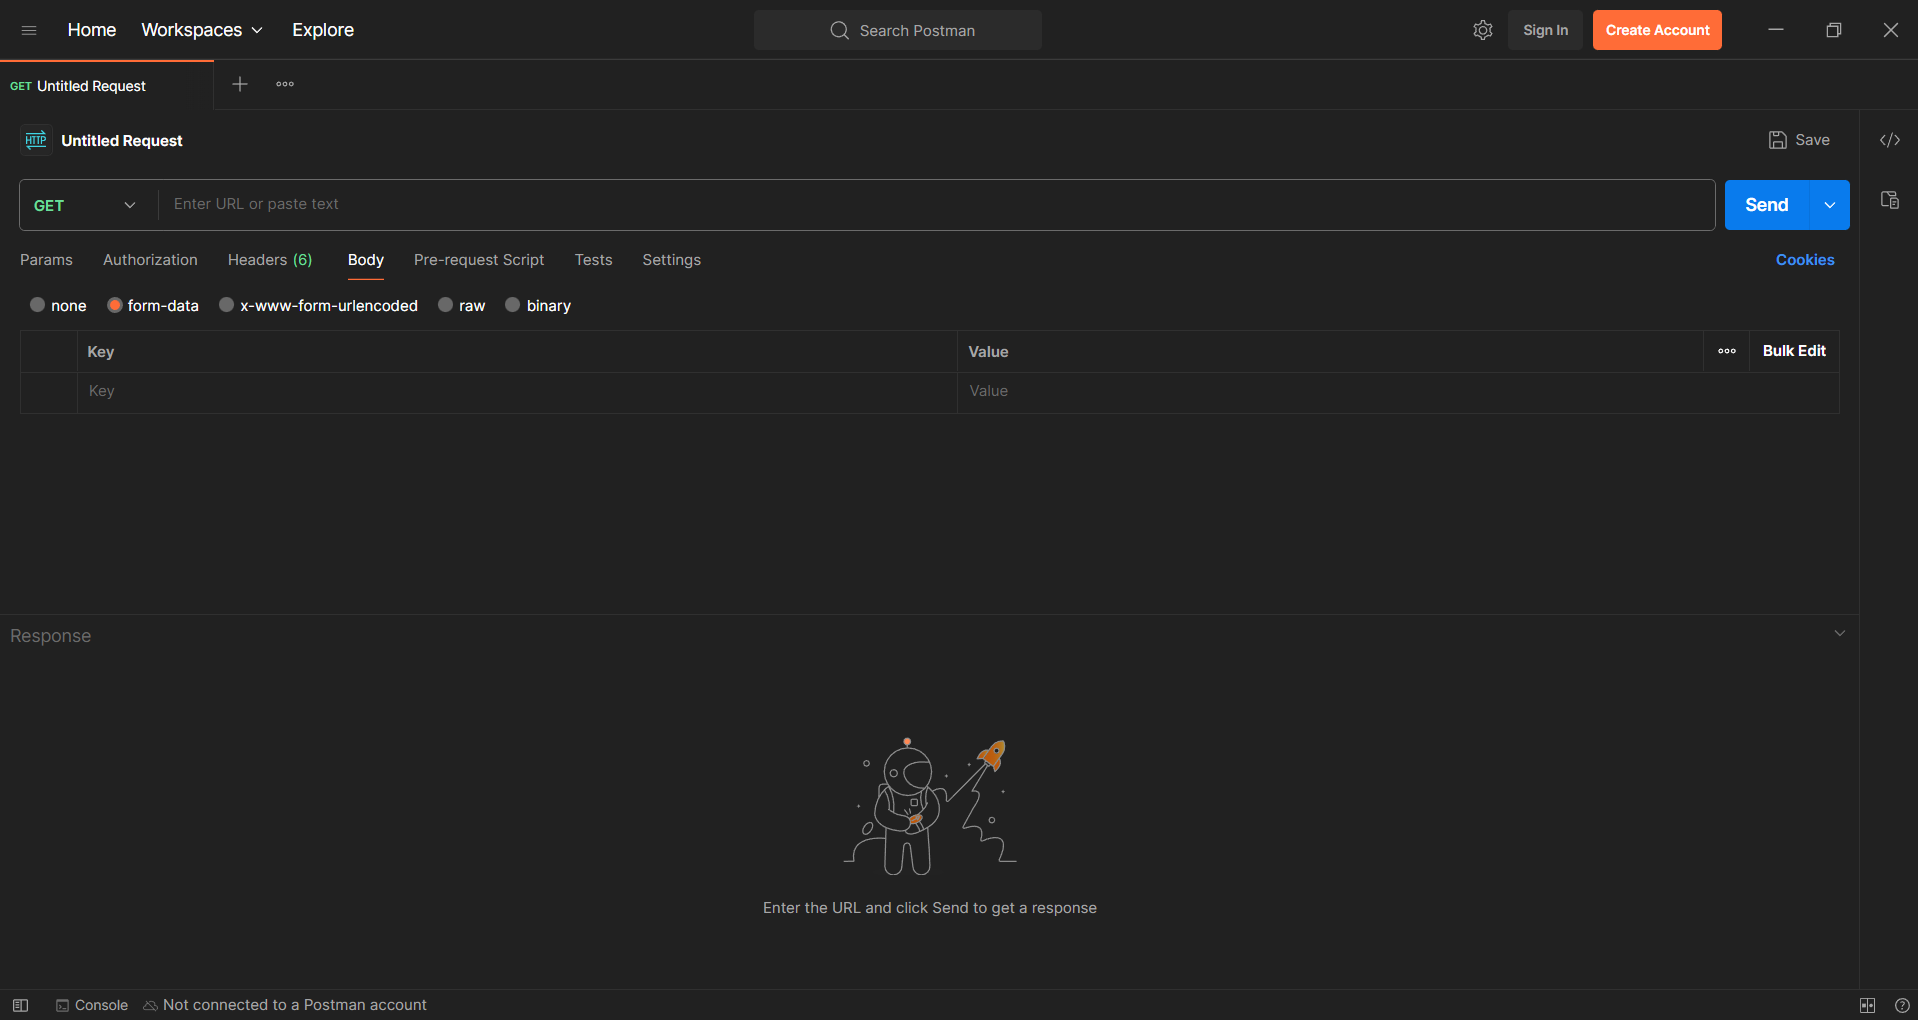 Home Workspaces Explore Search Postman Sign In Create Account
GET Untitled Request
HTTP Untitled Request Save
GET Enter URL or paste text Send
Params Authorization Headers (6) Body Pre-request Script Tests Settings Cookies
none form-data x-www-form-urlencoded raw binary
Key Value Bulk Edit
Key Value
Response
Enter the URL and click Send to get a response
Console Not connected to a Postman account